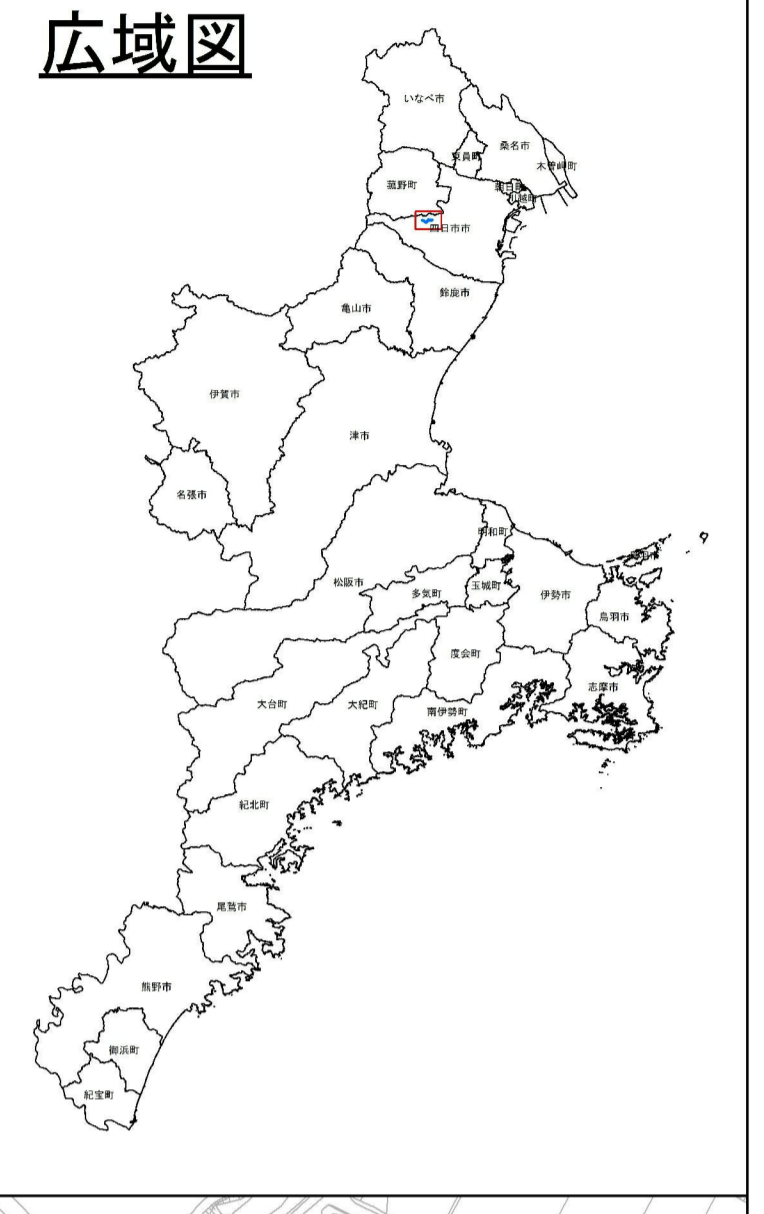 広域図
いなべ市
桑名市
東員町
木曽岬町
菰野町
朝日町
川越町
四日市市
鈴鹿市
亀山市
伊賀市
津市
名張市
明和町
松阪市
多気町
玉城町
伊勢市
鳥羽市
度会町
志摩市
大台町
大紀町
南伊勢町
紀北町
尾鷲市
熊野市
御浜町
紀宝町